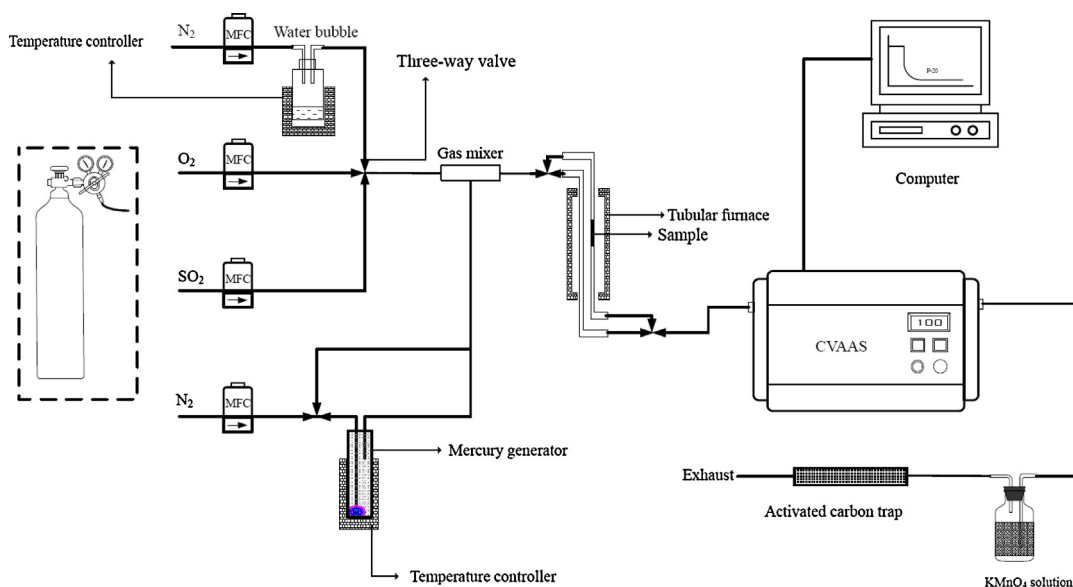 N₂
MFC
Water bubble
Temperature controller
Three-way valve
P-20
O₂
MFC
Gas mixer
Computer
Tubular furnace
Sample
SO₂
MFC
100
CVAAS
N₂
MFC
Mercury generator
Exhaust
Activated carbon trap
Temperature controller
KMnO₄ solution